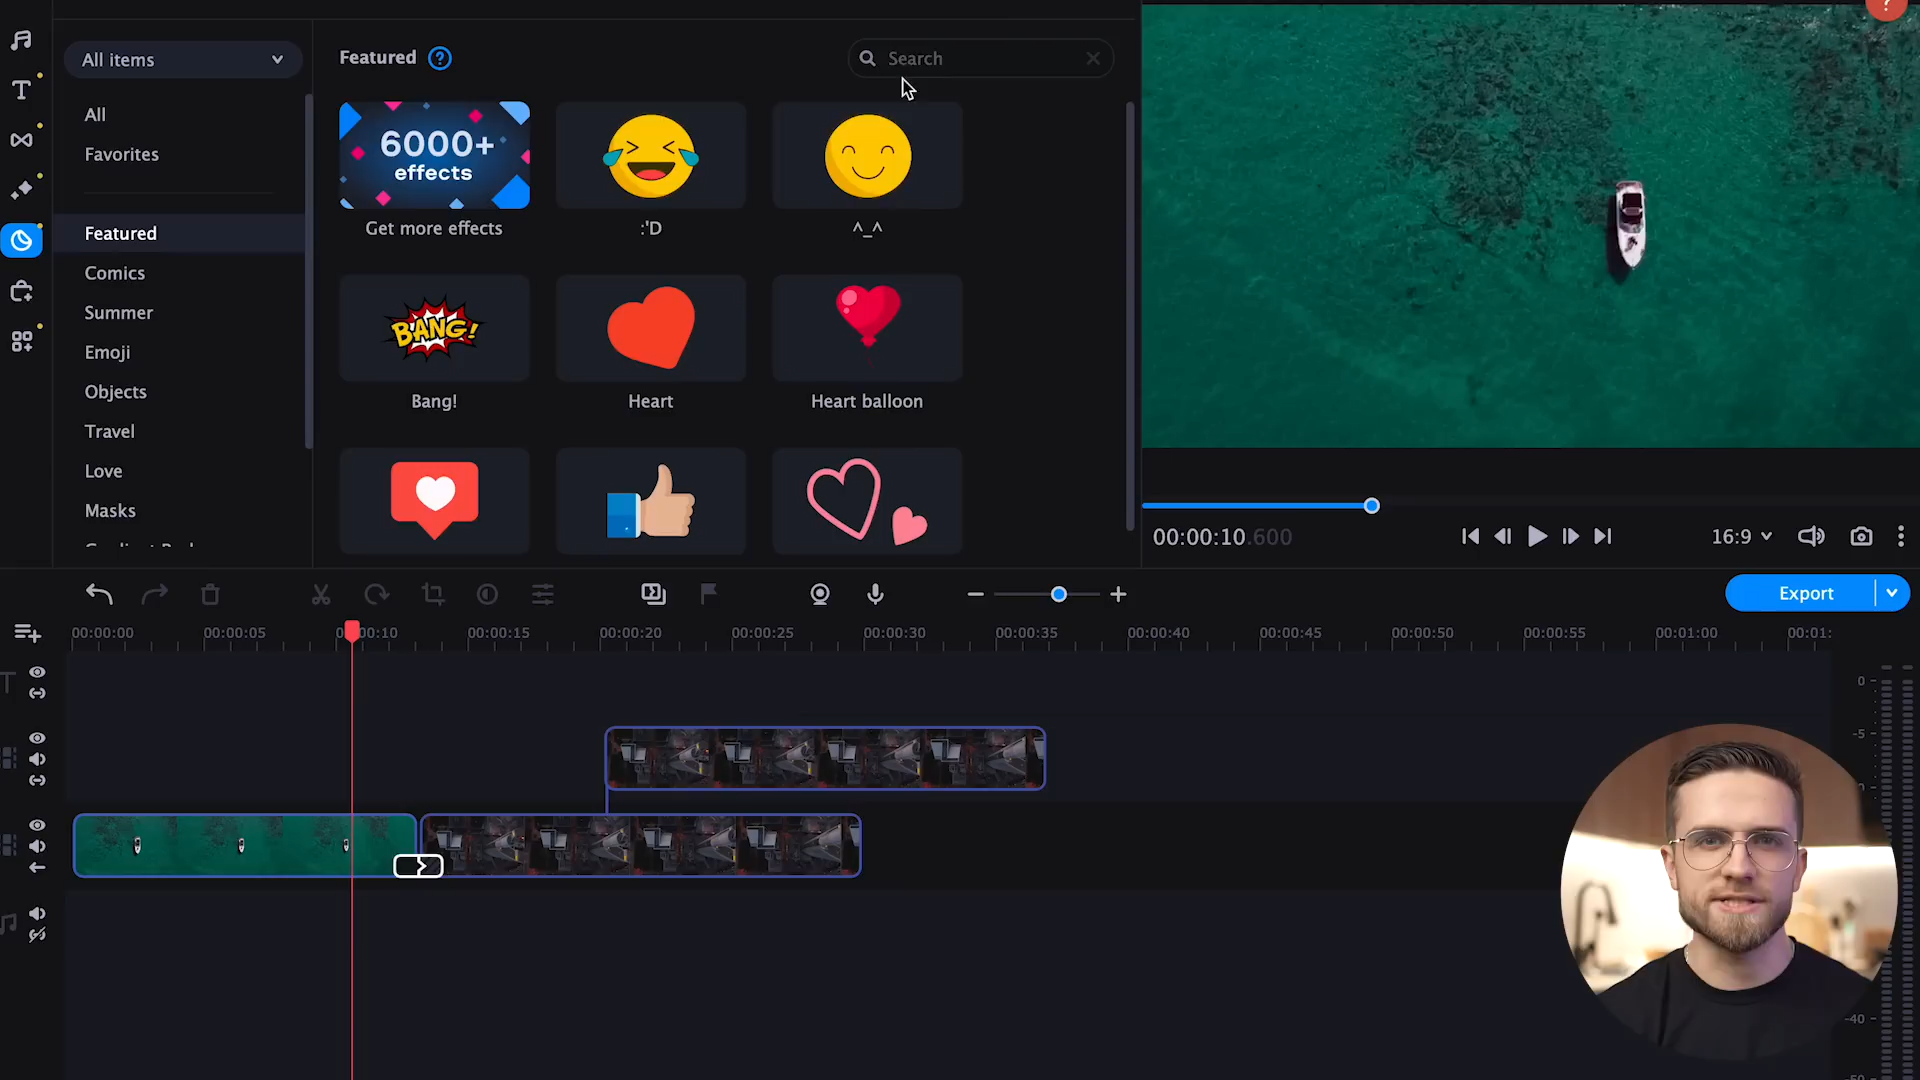 ?
All items
Featured ?
Search
All
Favorites
Featured
Comics
Summer
Emoji
Objects
Travel
Love
Masks
6000+
effects
Get more effects
:'D
^_^
BANG!
Bang!
Heart
Heart balloon
00:00:10.600
16:9
Export
00:00:00
00:00:05
00:00:10
00:00:15
00:00:20
00:00:25
00:00:30
00:00:35
00:00:40
00:00:45
00:00:50
00:00:55
00:01:00
00:01:
0
-5
-40